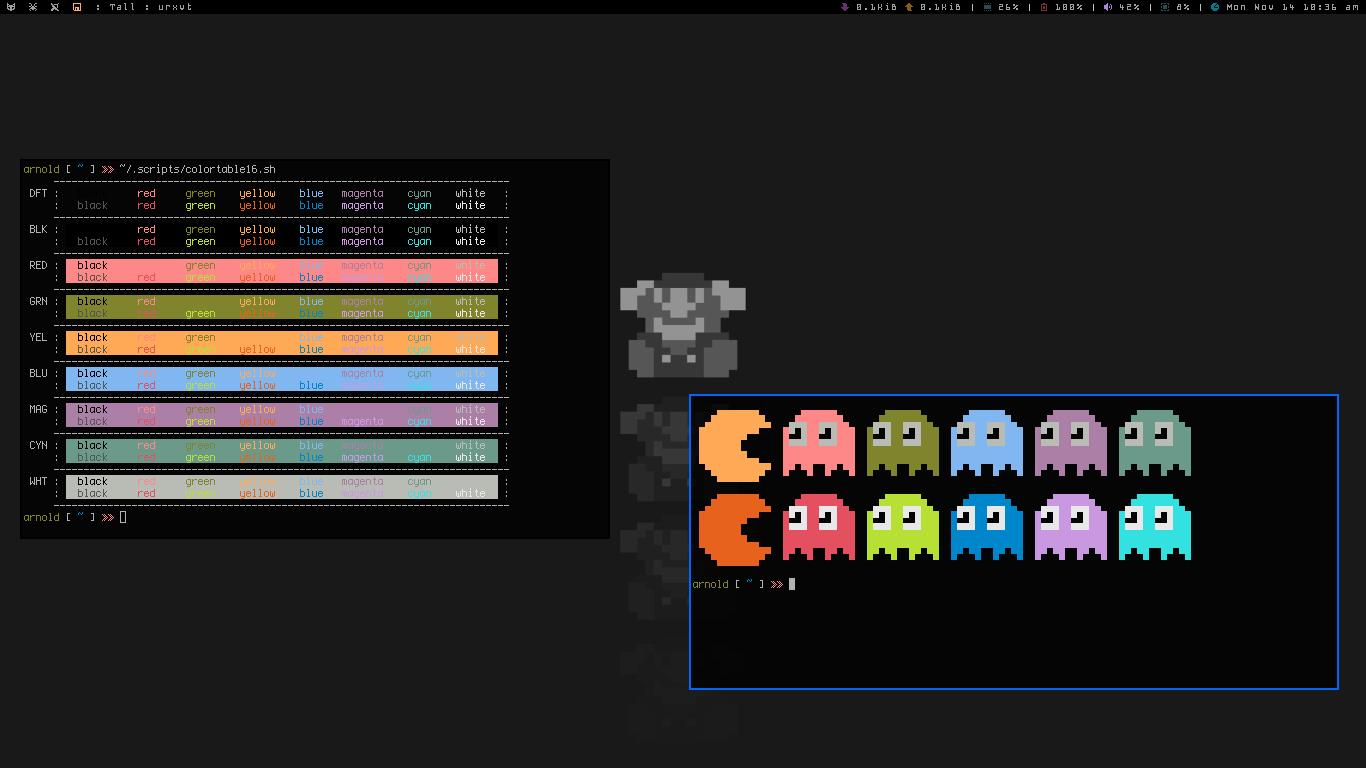 : Tall : urxvt
0.1KiB 0.1KiB | 26% | 100% | 42% | 8% | Mon Nov 14 10:36 am
arnold [ ~ ] >> ~/.scripts/colortable16.sh
DFT : red green yellow blue magenta cyan white :
: black red green yellow blue magenta cyan white :
BLK : red green yellow blue magenta cyan white :
: black red green yellow blue magenta cyan white :
RED : black green yellow blue magenta cyan white :
: black red green yellow blue magenta cyan white :
GRN : black red yellow blue magenta cyan white :
: black red green yellow blue magenta cyan white :
YEL : black red green blue magenta cyan white :
: black red green yellow blue magenta cyan white :
BLU : black red green yellow magenta cyan white :
: black red green yellow blue magenta cyan white :
MAG : black red green yellow blue cyan white :
: black red green yellow blue magenta cyan white :
CYN : black red green yellow blue magenta white :
: black red green yellow blue magenta cyan white :
WHT : black red green yellow blue magenta cyan :
: black red green yellow blue magenta cyan white :
arnold [ ~ ] >>
arnold [ ~ ] >>